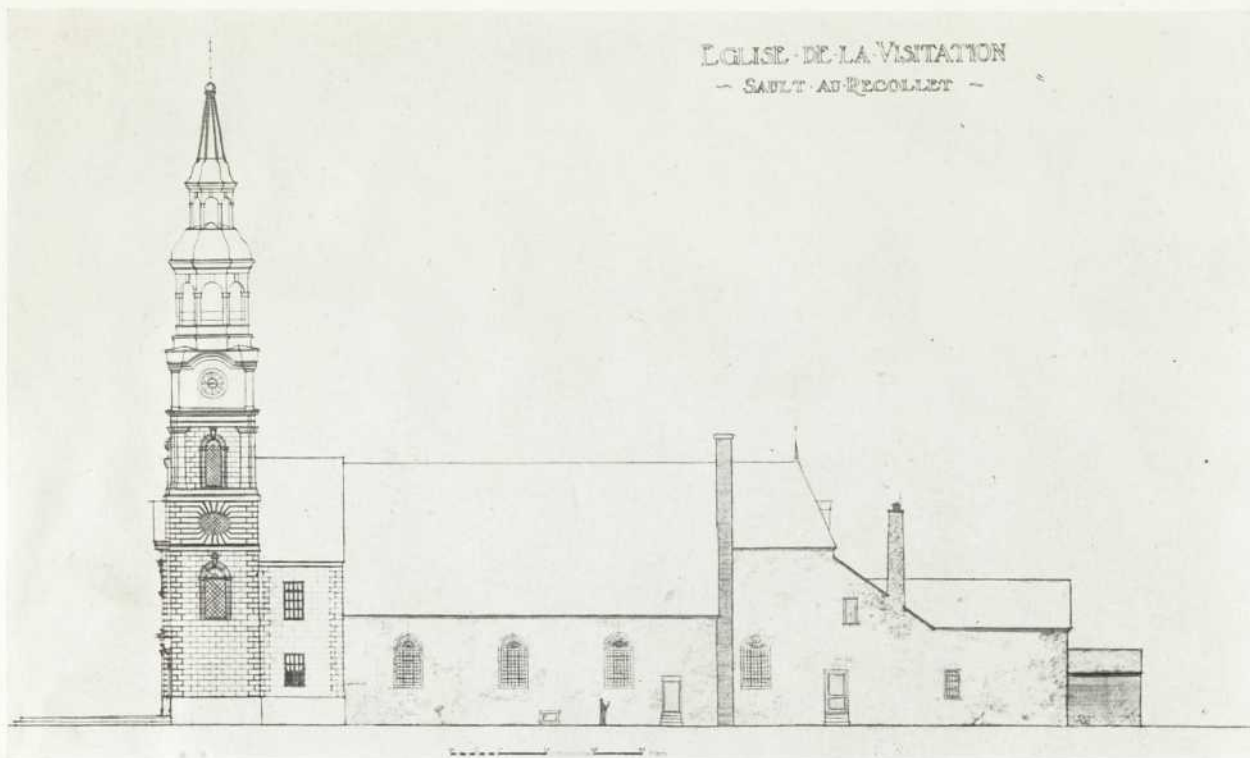 EGLISE · DE · LA · VISITATION
~ SAULT · AU · RECOLLET ~